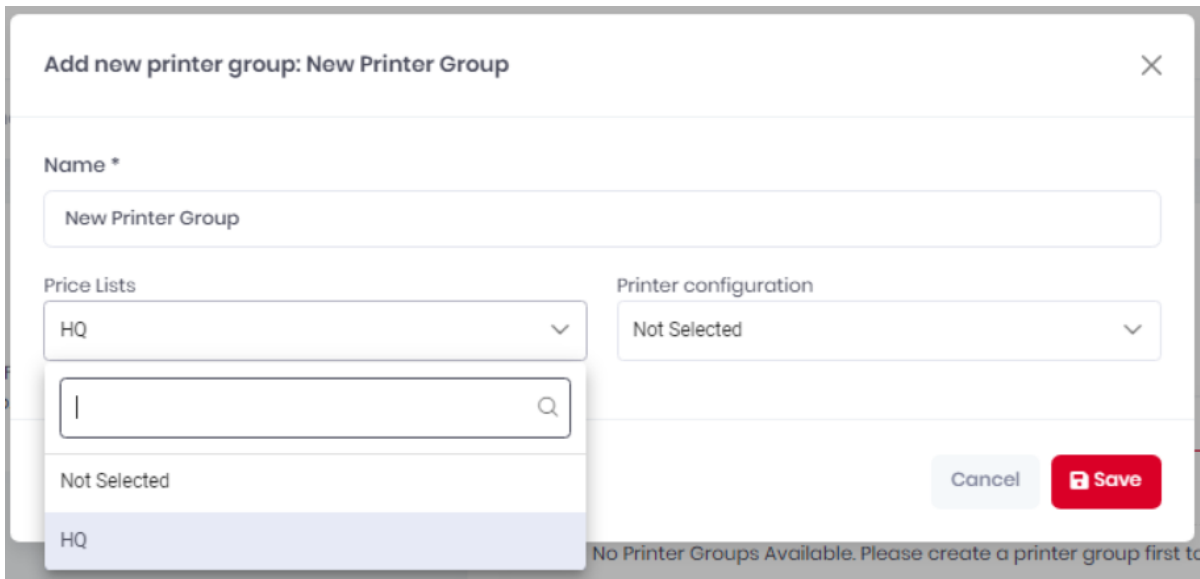 Add new printer group: New Printer Group
Name *
New Printer Group
Price Lists
Printer configuration
HQ
Not Selected
Not Selected
HQ
Cancel
Save
No Printer Groups Available. Please create a printer group first to